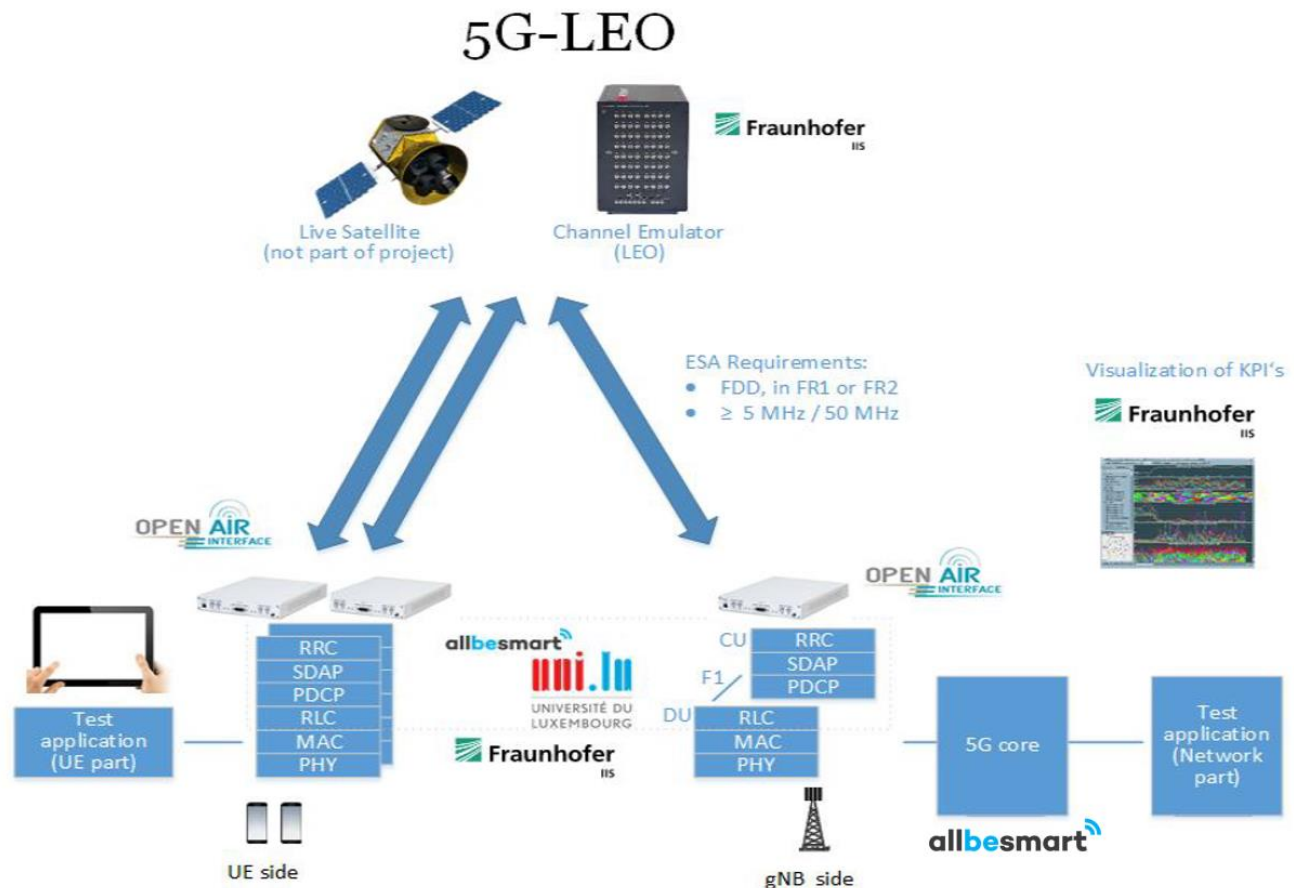 5G-LEO
Fraunhofer
IIS
Live Satellite
(not part of project)
Channel Emulator
(LEO)
ESA Requirements:
• FDD, in FR1 or FR2
• ≥ 5 MHz / 50 MHz
Visualization of KPI's
Fraunhofer
IIS
OPEN AIR
INTERFACE
OPEN AIR
INTERFACE
RRC
SDAP
PDCP
RLC
MAC
PHY
allbesmart
uni.lu
UNIVERSITÉ DU
LUXEMBOURG
Fraunhofer
IIS
CU
RRC
SDAP
PDCP
F1
DU
RLC
MAC
PHY
Test
application
(UE part)
5G core
Test
application
(Network
part)
allbesmart
UE side
gNB side